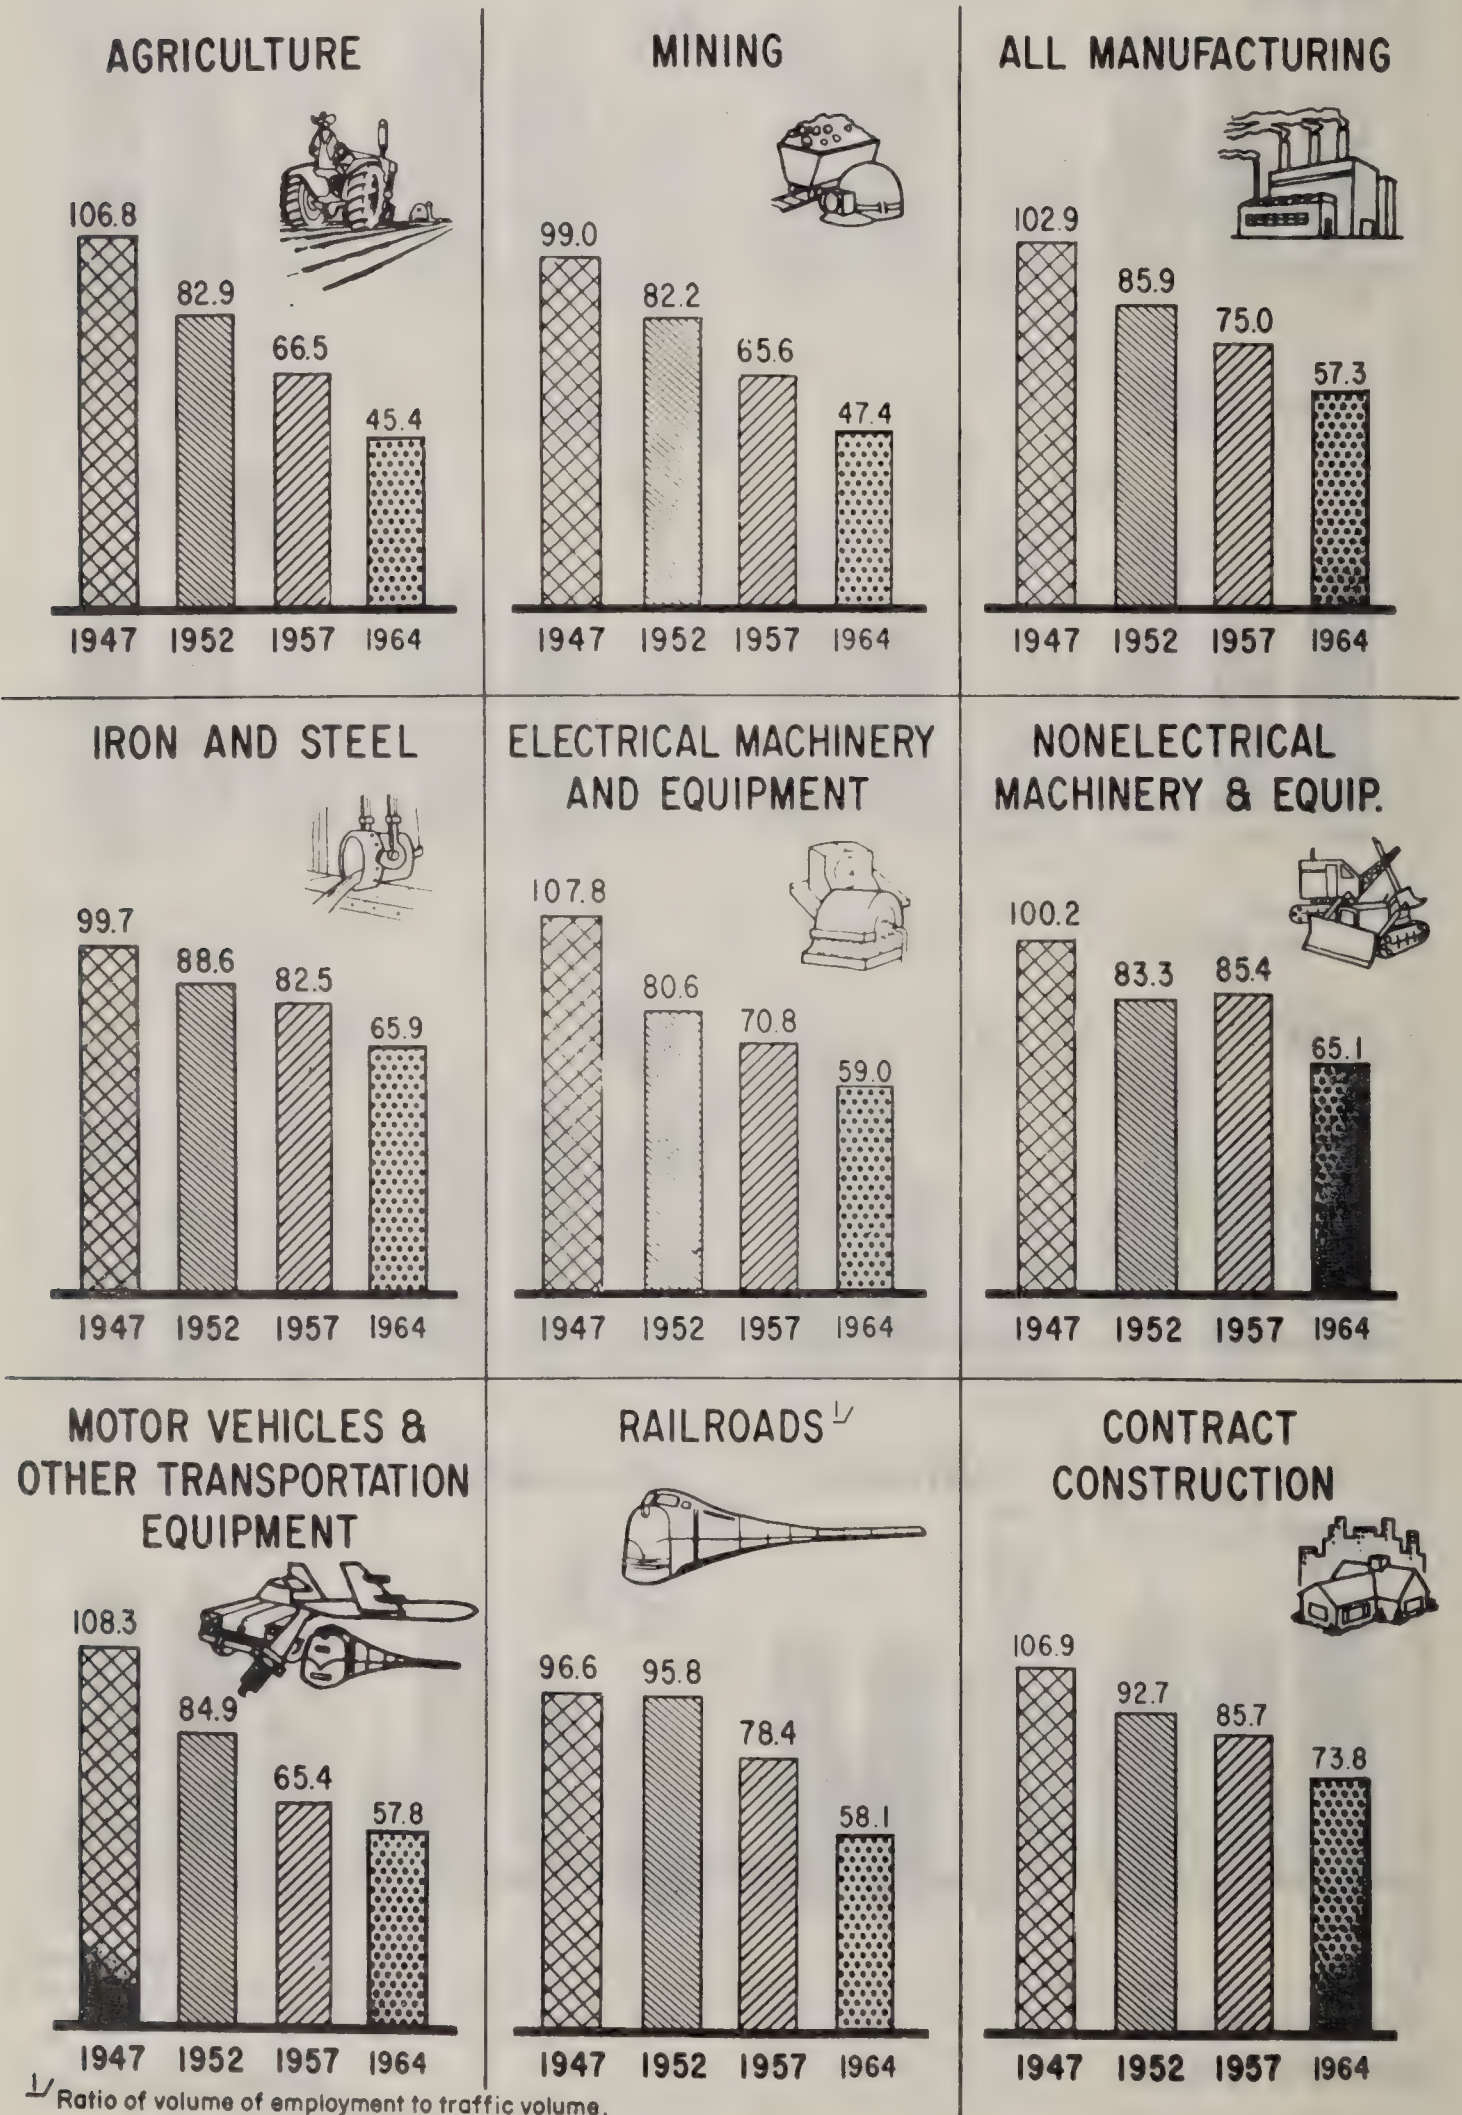 AGRICULTURE
106.8
82.9
66.5
45.4
1947 1952 1957 1964
MINING
99.0
82.2
65.6
47.4
1947 1952 1957 1964
ALL MANUFACTURING
102.9
85.9
75.0
57.3
1947 1952 1957 1964
IRON AND STEEL
99.7
88.6
82.5
65.9
1947 1952 1957 1964
ELECTRICAL MACHINERY
AND EQUIPMENT
107.8
80.6
70.8
59.0
1947 1952 1957 1964
NONELECTRICAL
MACHINERY & EQUIP.
100.2
83.3
85.4
65.1
1947 1952 1957 1964
MOTOR VEHICLES &
OTHER TRANSPORTATION
EQUIPMENT
108.3
84.9
65.4
57.8
1947 1952 1957 1964
RAILROADS 1/
96.6
95.8
78.4
58.1
1947 1952 1957 1964
CONTRACT
CONSTRUCTION
106.9
92.7
85.7
73.8
1947 1952 1957 1964
1/ Ratio of volume of employment to traffic volume.